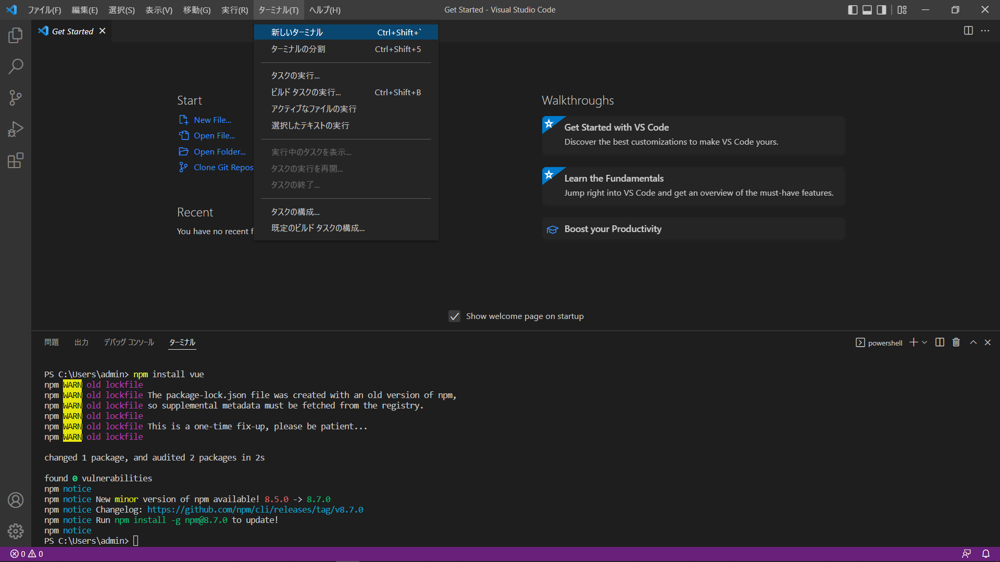 ファイル(F) 編集(E) 選択(S) 表示(V) 移動(G) 実行(R) ターミナル(T) ヘルプ(H) Get Started - Visual Studio Code
Get Started
新しいターミナル Ctrl+Shift+`
ターミナルの分割 Ctrl+Shift+5
タスクの実行...
ビルド タスクの実行... Ctrl+Shift+B
アクティブなファイルの実行
選択したテキストの実行
実行中のタスクを表示...
タスクの実行を再開...
タスクの終了...
タスクの構成...
既定のビルド タスクの構成...
Start
New File...
Open File...
Open Folder...
Clone Git Repos
Recent
You have no recent f
Walkthroughs
Get Started with VS Code
Discover the best customizations to make VS Code yours.
Learn the Fundamentals
Jump right into VS Code and get an overview of the must-have features.
Boost your Productivity
Show welcome page on startup
問題 出力 デバッグ コンソール ターミナル powershell
PS C:\Users\admin> npm install vue
npm WARN old lockfile
npm WARN old lockfile The package-lock.json file was created with an old version of npm,
npm WARN old lockfile so supplemental metadata must be fetched from the registry.
npm WARN old lockfile
npm WARN old lockfile This is a one-time fix-up, please be patient...
npm WARN old lockfile
changed 1 package, and audited 2 packages in 2s
found 0 vulnerabilities
npm notice
npm notice New minor version of npm available! 8.5.0 -> 8.7.0
npm notice Changelog: https://github.com/npm/cli/releases/tag/v8.7.0
npm notice Run npm install -g npm@8.7.0 to update!
npm notice
PS C:\Users\admin>
0 0